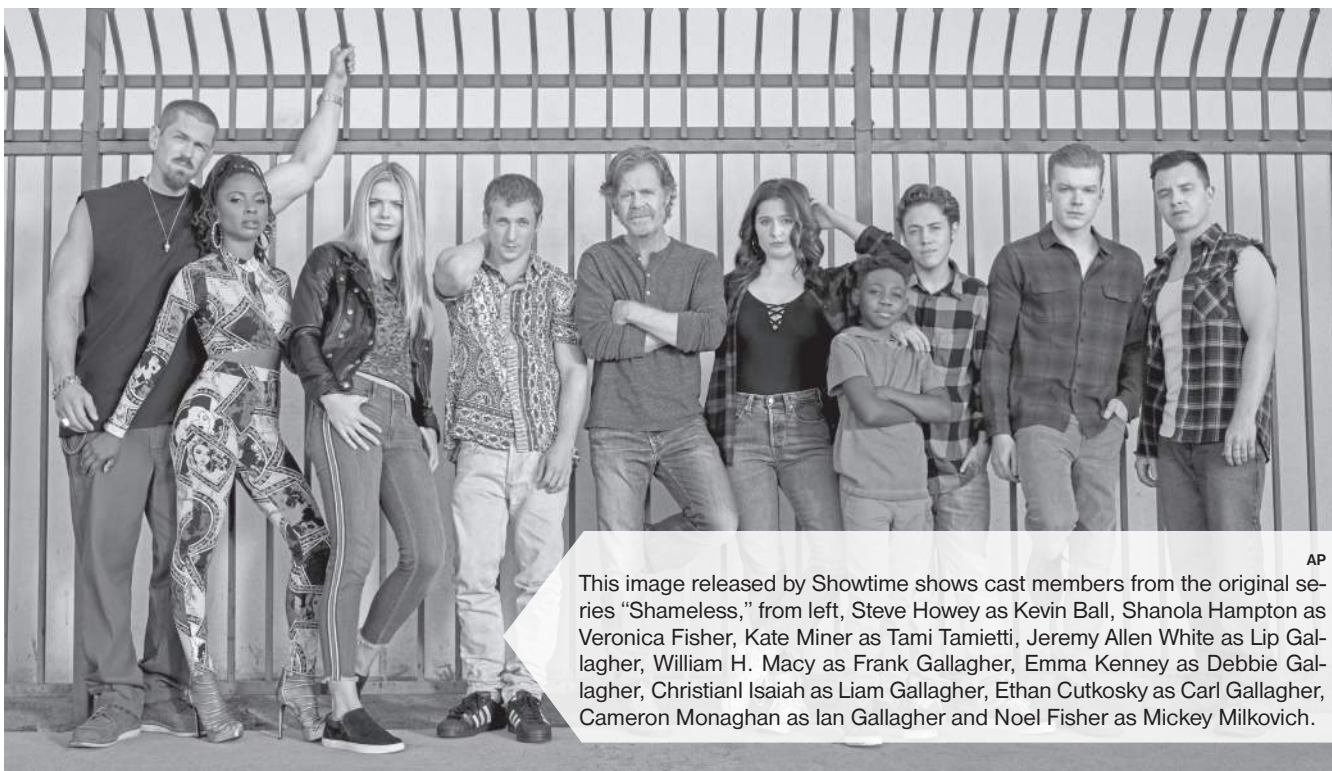 AP
This image released by Showtime shows cast members from the original se-
ries “Shameless,” from left, Steve Howey as Kevin Ball, Shanola Hampton as
Veronica Fisher, Kate Miner as Tami Tamietti, Jeremy Allen White as Lip Gal-
lagher, William H. Macy as Frank Gallagher, Emma Kenney as Debbie Gal-
lagher, Christianl Isaiah as Liam Gallagher, Ethan Cutkosky as Carl Gallagher,
Cameron Monaghan as Ian Gallagher and Noel Fisher as Mickey Milkovich.